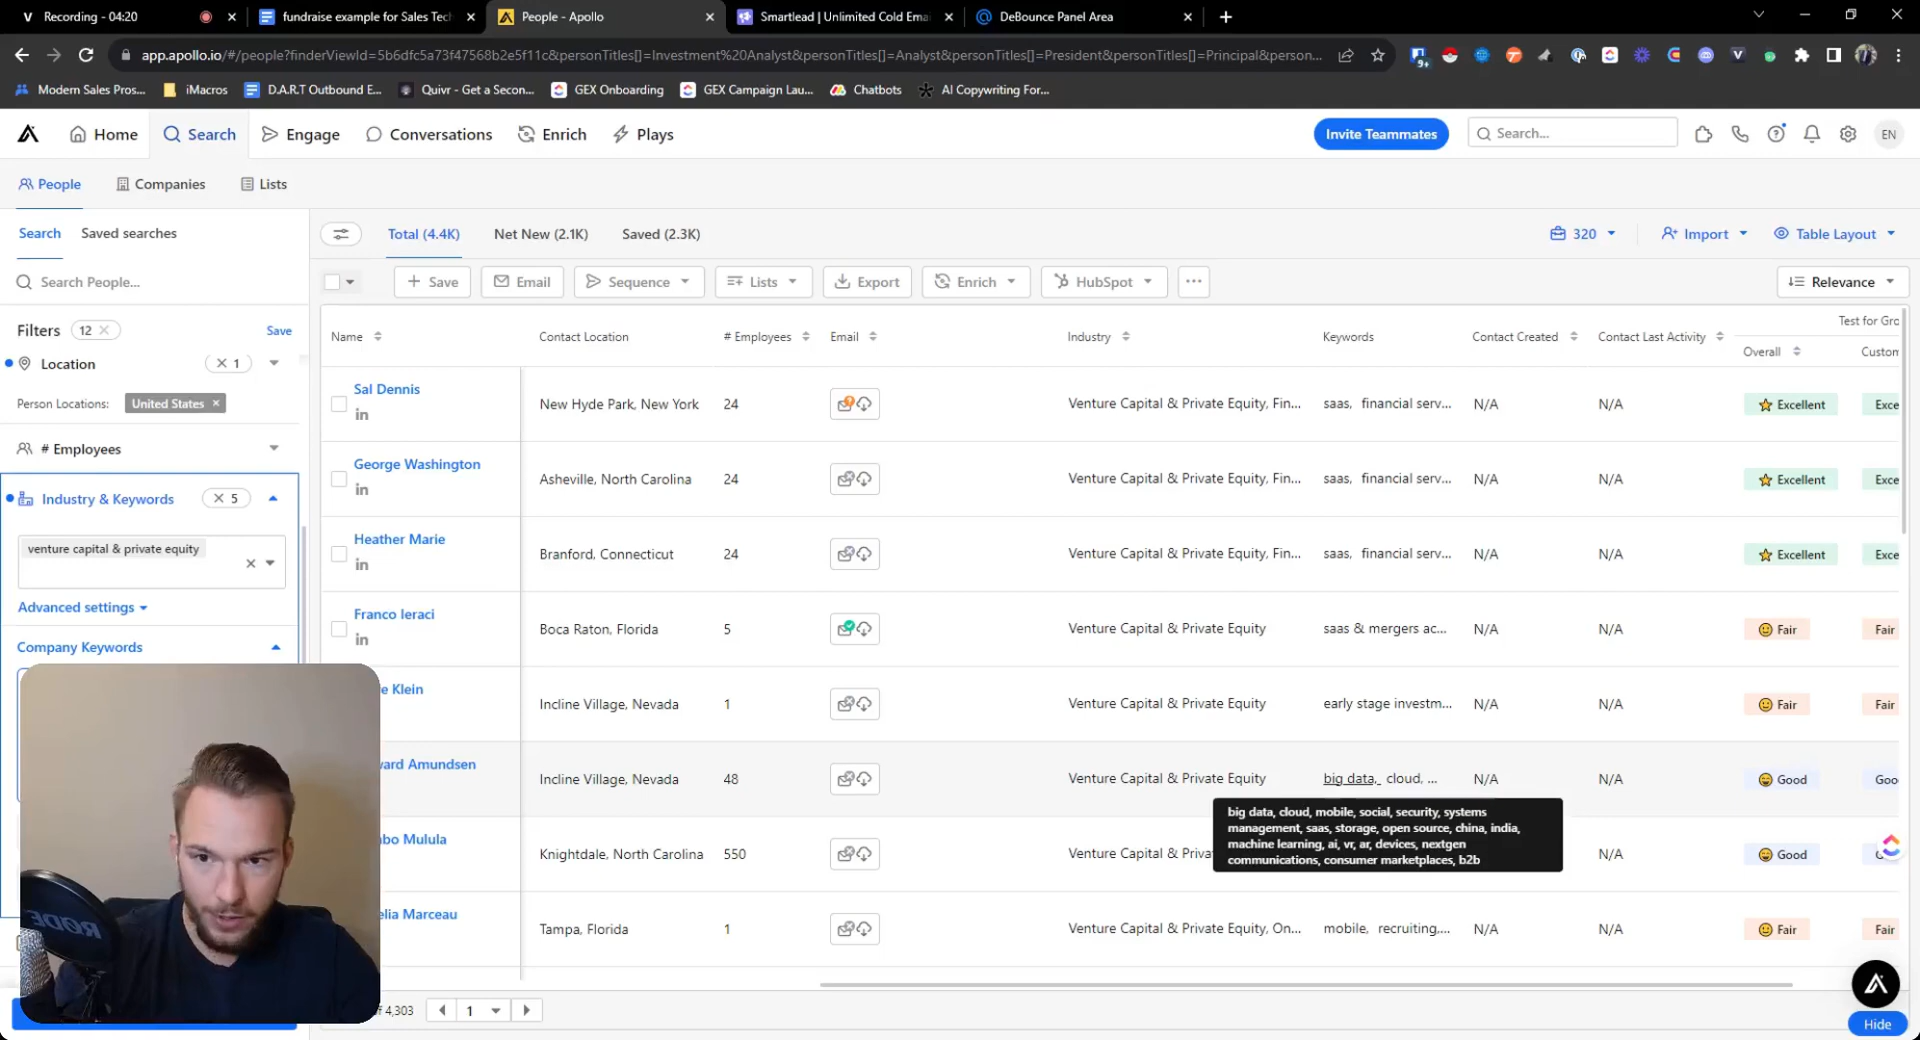 V Recording - 04:20
fundraise example for Sales Tech
People - Apollo
Smartlead | Unlimited Cold Emai
DeBounce Panel Area
app.apollo.io/#/people?finderViewId=5b6dfc5a73f47568b2e5f11c&personTitles[]=Investment%20Analyst&personTitles[]=Analyst&personTitles[]=President&personTitles[]=Principal&person...
9+
Modern Sales Pros...
iMacros
D.A.R.T Outbound E...
Quivr - Get a Secon...
GEX Onboarding
GEX Campaign Lau...
Chatbots
AI Copywriting For...
Home
Search
Engage
Conversations
Enrich
Plays
Invite Teammates
Search...
EN
People
Companies
Lists
Search
Saved searches
Total (4.4K)
Net New (2.1K)
Saved (2.3K)
320
Import
Table Layout
Search People...
Save
Email
Sequence
Lists
Export
Enrich
HubSpot
Relevance
Filters 12
Save
Location
1
Person Locations: United States
# Employees
Industry & Keywords
5
venture capital & private equity
Advanced settings
Company Keywords
Name
Contact Location
# Employees
Email
Industry
Keywords
Contact Created
Contact Last Activity
Test for Gro
Overall
Custom
Sal Dennis
in
New Hyde Park, New York
24
Venture Capital & Private Equity, Fin...
saas, financial serv...
N/A
N/A
Excellent
Exce
George Washington
in
Asheville, North Carolina
24
Venture Capital & Private Equity, Fin...
saas, financial serv...
N/A
N/A
Excellent
Exce
Heather Marie
in
Branford, Connecticut
24
Venture Capital & Private Equity, Fin...
saas, financial serv...
N/A
N/A
Excellent
Exce
Franco Ieraci
in
Boca Raton, Florida
5
Venture Capital & Private Equity
saas & mergers ac...
N/A
N/A
Fair
Fair
e Klein
Incline Village, Nevada
1
Venture Capital & Private Equity
early stage investm...
N/A
N/A
Fair
Fair
ward Amundsen
Incline Village, Nevada
48
Venture Capital & Private Equity
big data, cloud, ...
N/A
N/A
Good
Goo
big data, cloud, mobile, social, security, systems
management, saas, storage, open source, china, india,
machine learning, ai, vr, ar, devices, nextgen
communications, consumer marketplaces, b2b
bo Mulula
Knightdale, North Carolina
550
Venture Capital & Priva
N/A
Good
elia Marceau
Tampa, Florida
1
Venture Capital & Private Equity, On...
mobile, recruiting,...
N/A
N/A
Fair
Fair
RØDE
of 4,303
1
Hide